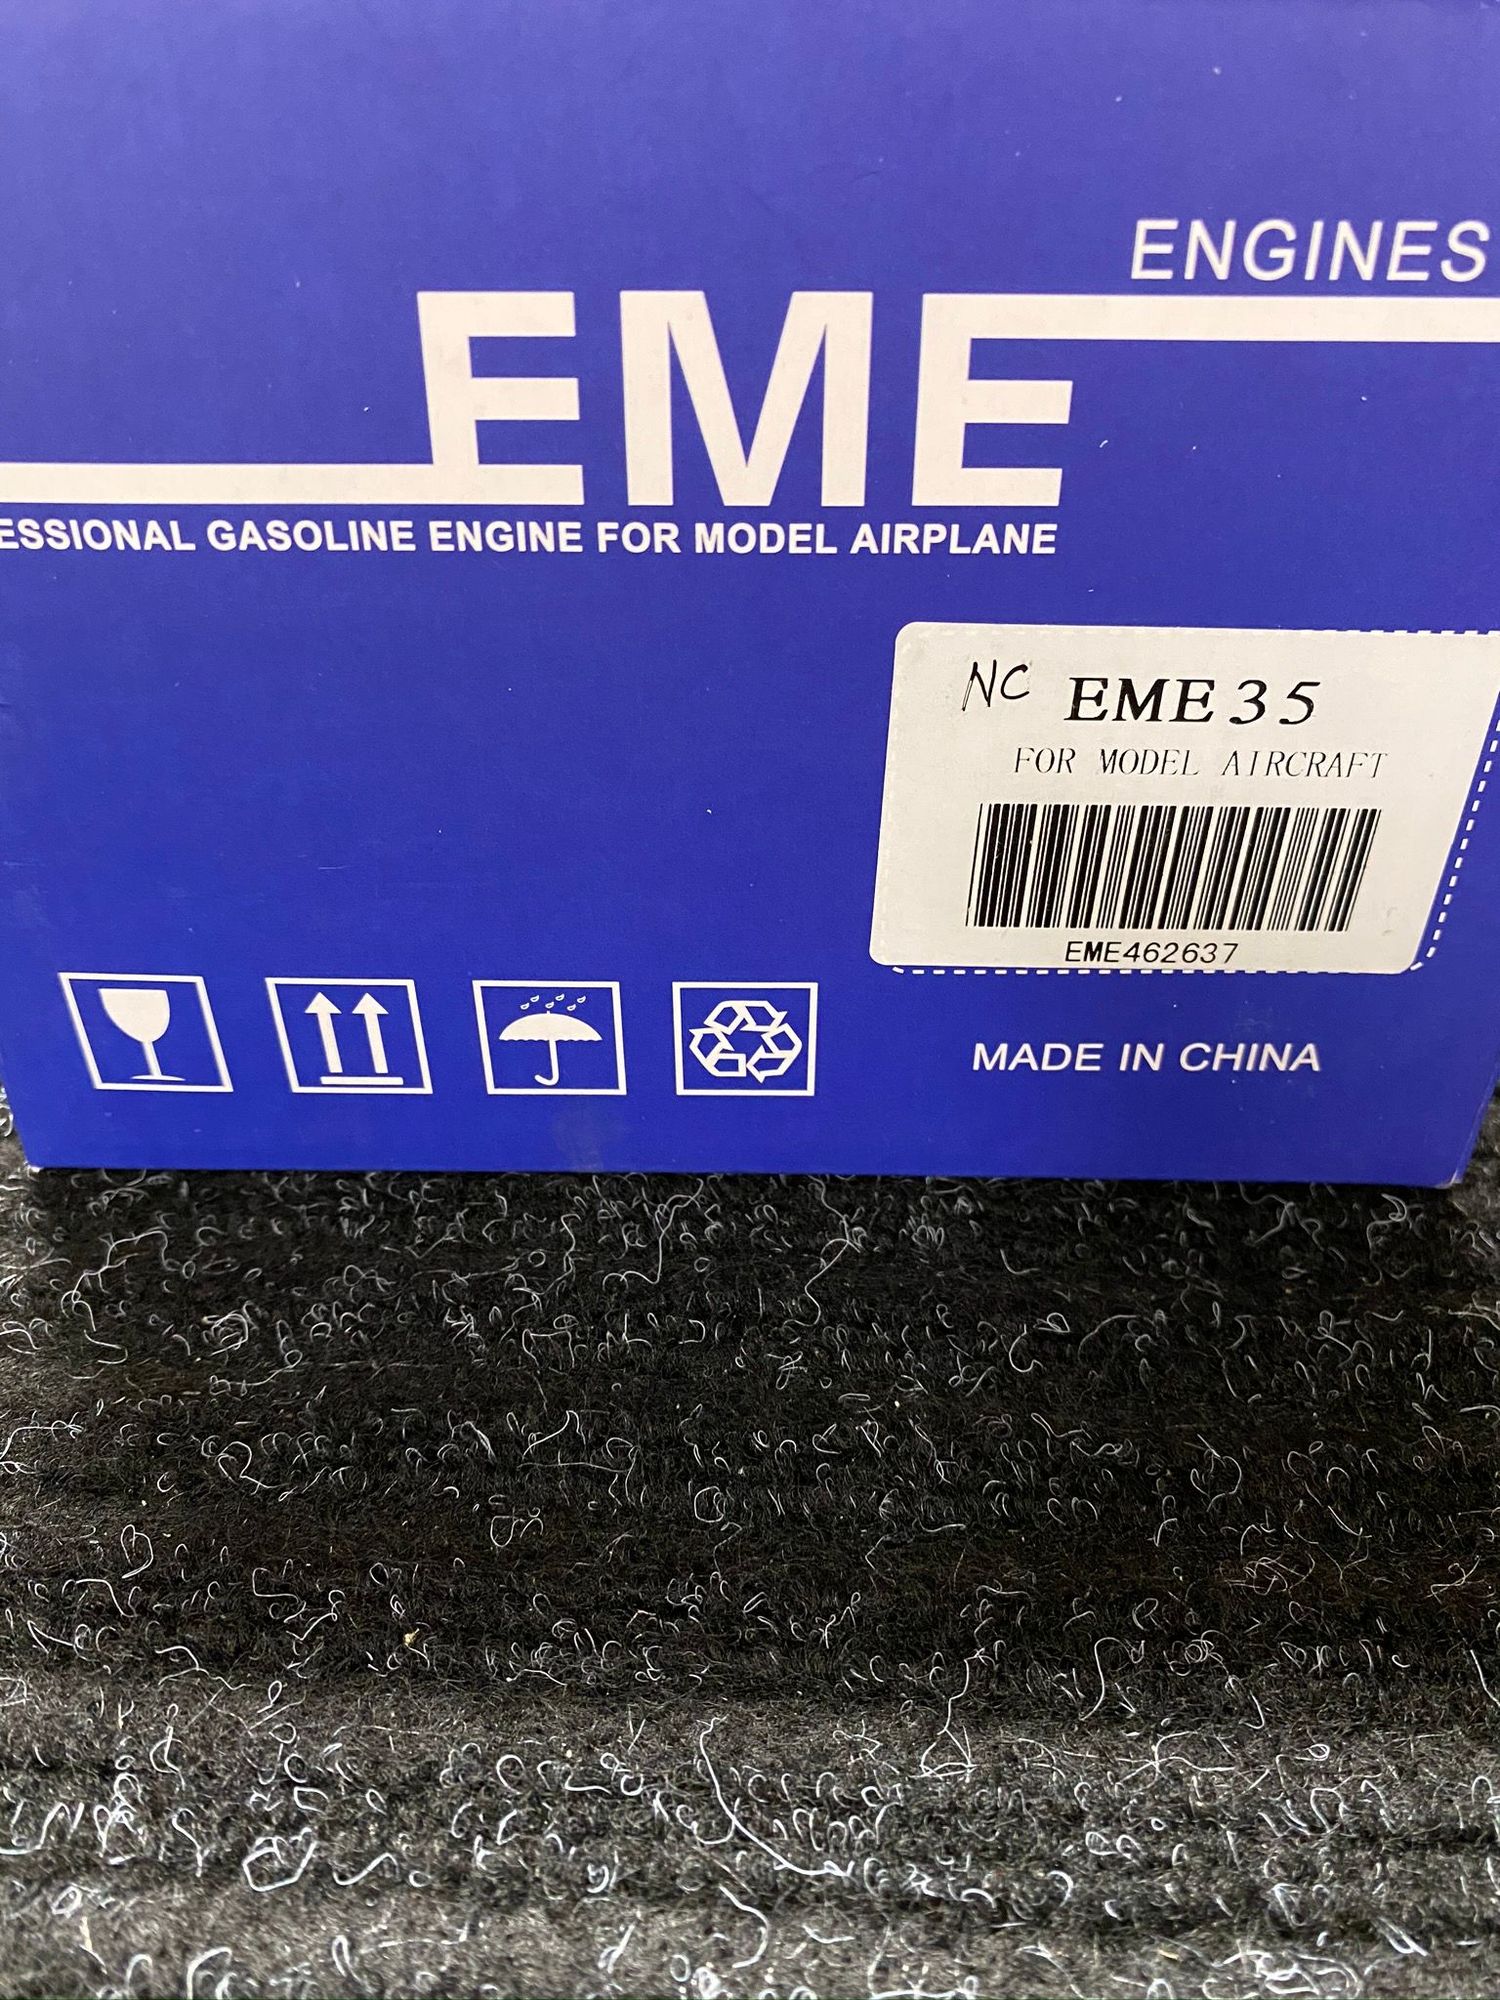 ENGINES
EME
ESSIONAL GASOLINE ENGINE FOR MODEL AIRPLANE
NC EME35
FOR MODEL AIRCRAFT
EME462637
MADE IN CHINA